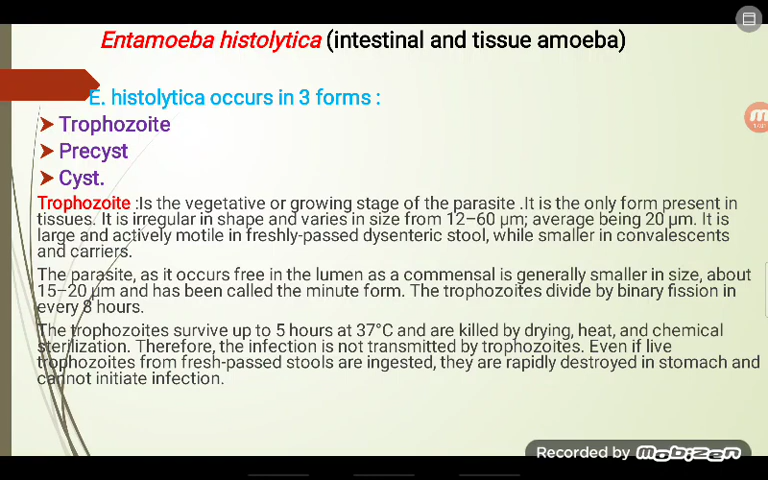 Entamoeba histolytica (intestinal and tissue amoeba)
E. histolytica occurs in 3 forms :
Trophozoite
Precyst
Cyst.
Trophozoite :Is the vegetative or growing stage of the parasite .It is the only form present in
tissues. It is irregular in shape and varies in size from 12–60 μm; average being 20 μm. It is
large and actively motile in freshly-passed dysenteric stool, while smaller in convalescents
and carriers.
The parasite, as it occurs free in the lumen as a commensal is generally smaller in size, about
15–20 μm and has been called the minute form. The trophozoites divide by binary fission in
every 8 hours.
The trophozoites survive up to 5 hours at 37°C and are killed by drying, heat, and chemical
sterilization. Therefore, the infection is not transmitted by trophozoites. Even if live
trophozoites from fresh-passed stools are ingested, they are rapidly destroyed in stomach and
cannot initiate infection.
Recorded by mobizen